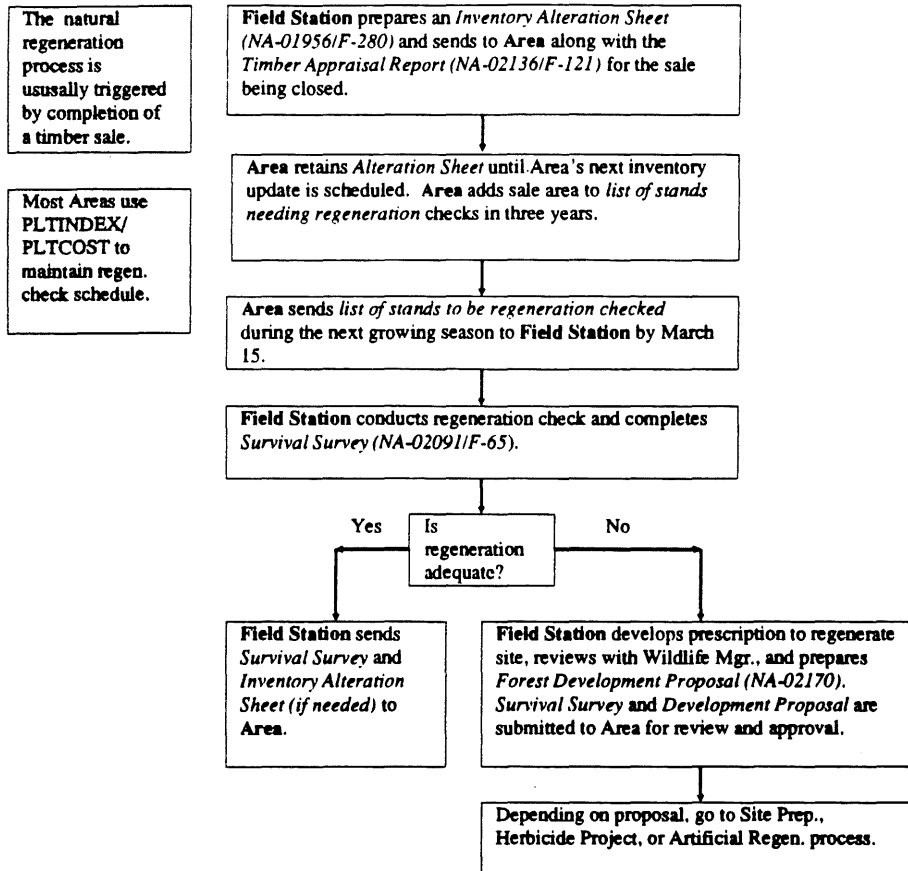 The natural
regeneration
process is
ususally triggered
by completion of
a timber sale.
Most Areas use
PLTINDEX/
PLTCOST to
maintain regen.
check schedule.
Field Station prepares an Inventory Alteration Sheet
(NA-01956/F-280) and sends to Area along with the
Timber Appraisal Report (NA-02136/F-121) for the sale
being closed.
Area retains Alteration Sheet until Area's next inventory
update is scheduled. Area adds sale area to list of stands
needing regeneration checks in three years.
Area sends list of stands to be regeneration checked
during the next growing season to Field Station by March
15.
Field Station conducts regeneration check and completes
Survival Survey (NA-02091/F-65).
Is
regeneration
adequate?
Yes
No
Field Station sends
Survival Survey and
Inventory Alteration
Sheet (if needed) to
Area.
Field Station develops prescription to regenerate
site, reviews with Wildlife Mgr., and prepares
Forest Development Proposal (NA-02170).
Survival Survey and Development Proposal are
submitted to Area for review and approval.
Depending on proposal, go to Site Prep.,
Herbicide Project, or Artificial Regen. process.